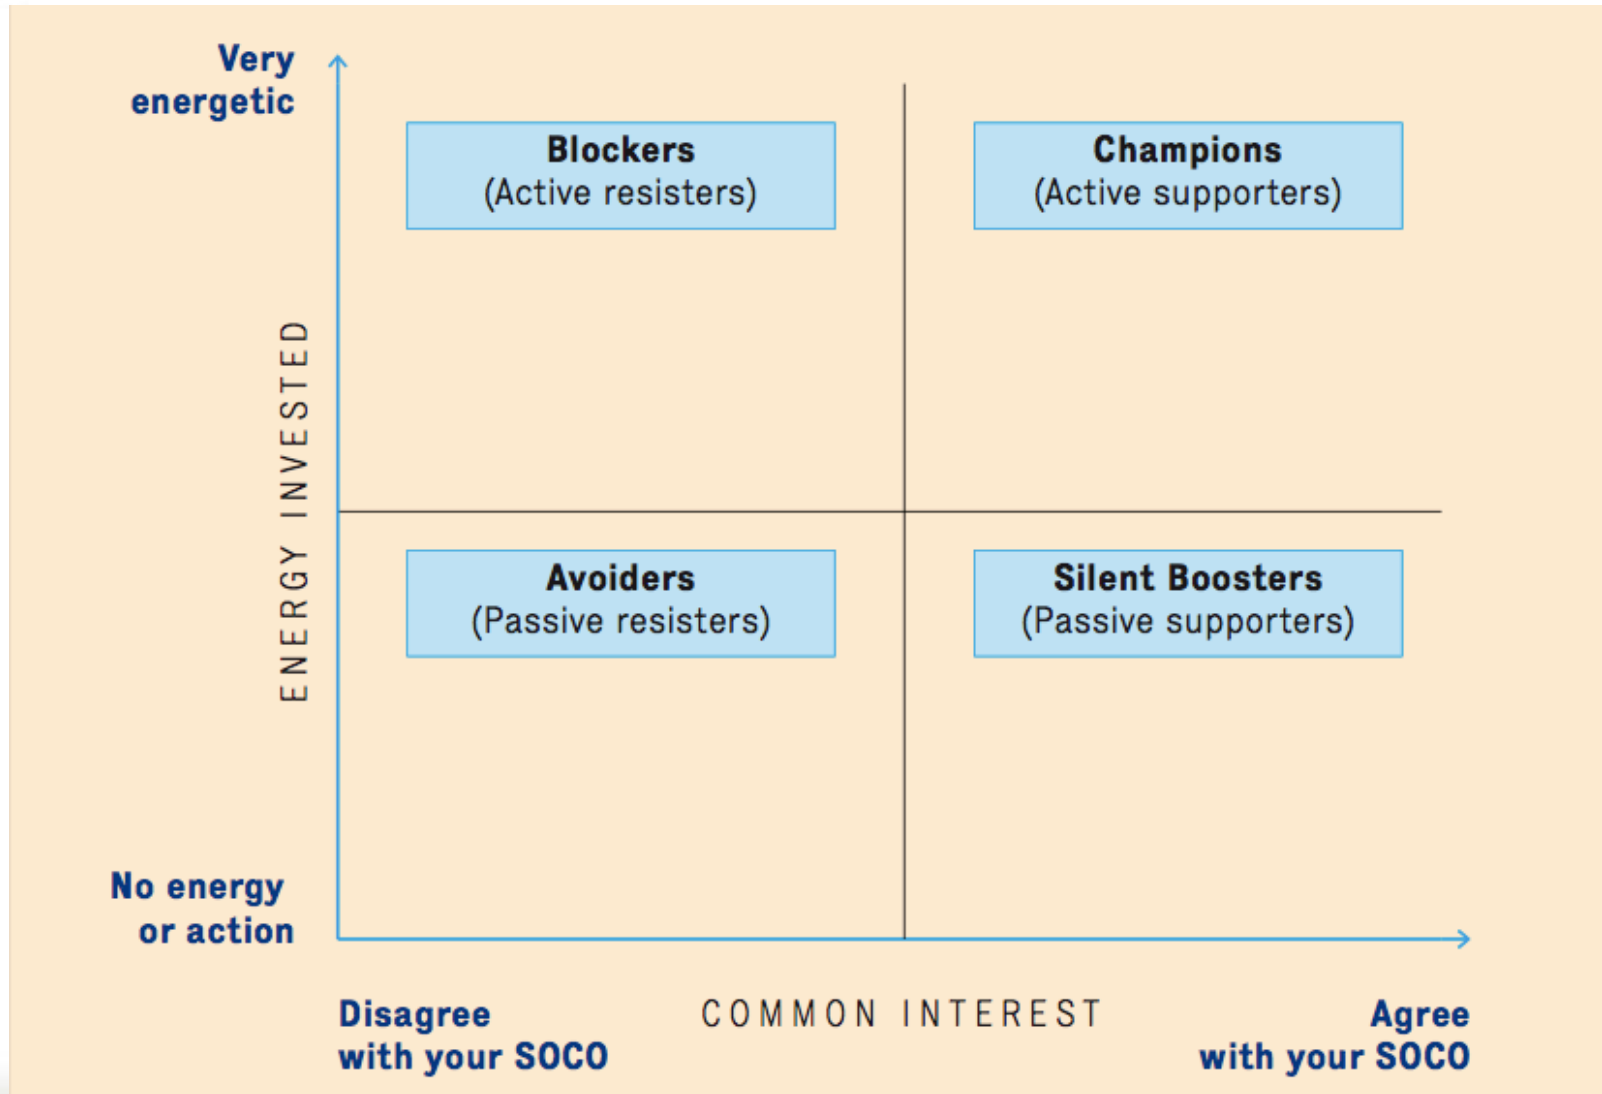 Very
energetic
Blockers
(Active resisters)
Champions
(Active supporters)
ENERGY INVESTED
Avoiders
(Passive resisters)
Silent Boosters
(Passive supporters)
No energy
or action
Disagree
with your SOCO
COMMON INTEREST
Agree
with your SOCO